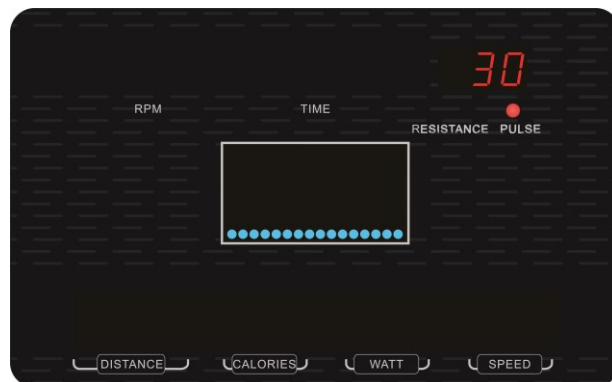 30
RPM TIME
RESISTANCE PULSE
DISTANCE CALORIES WATT SPEED